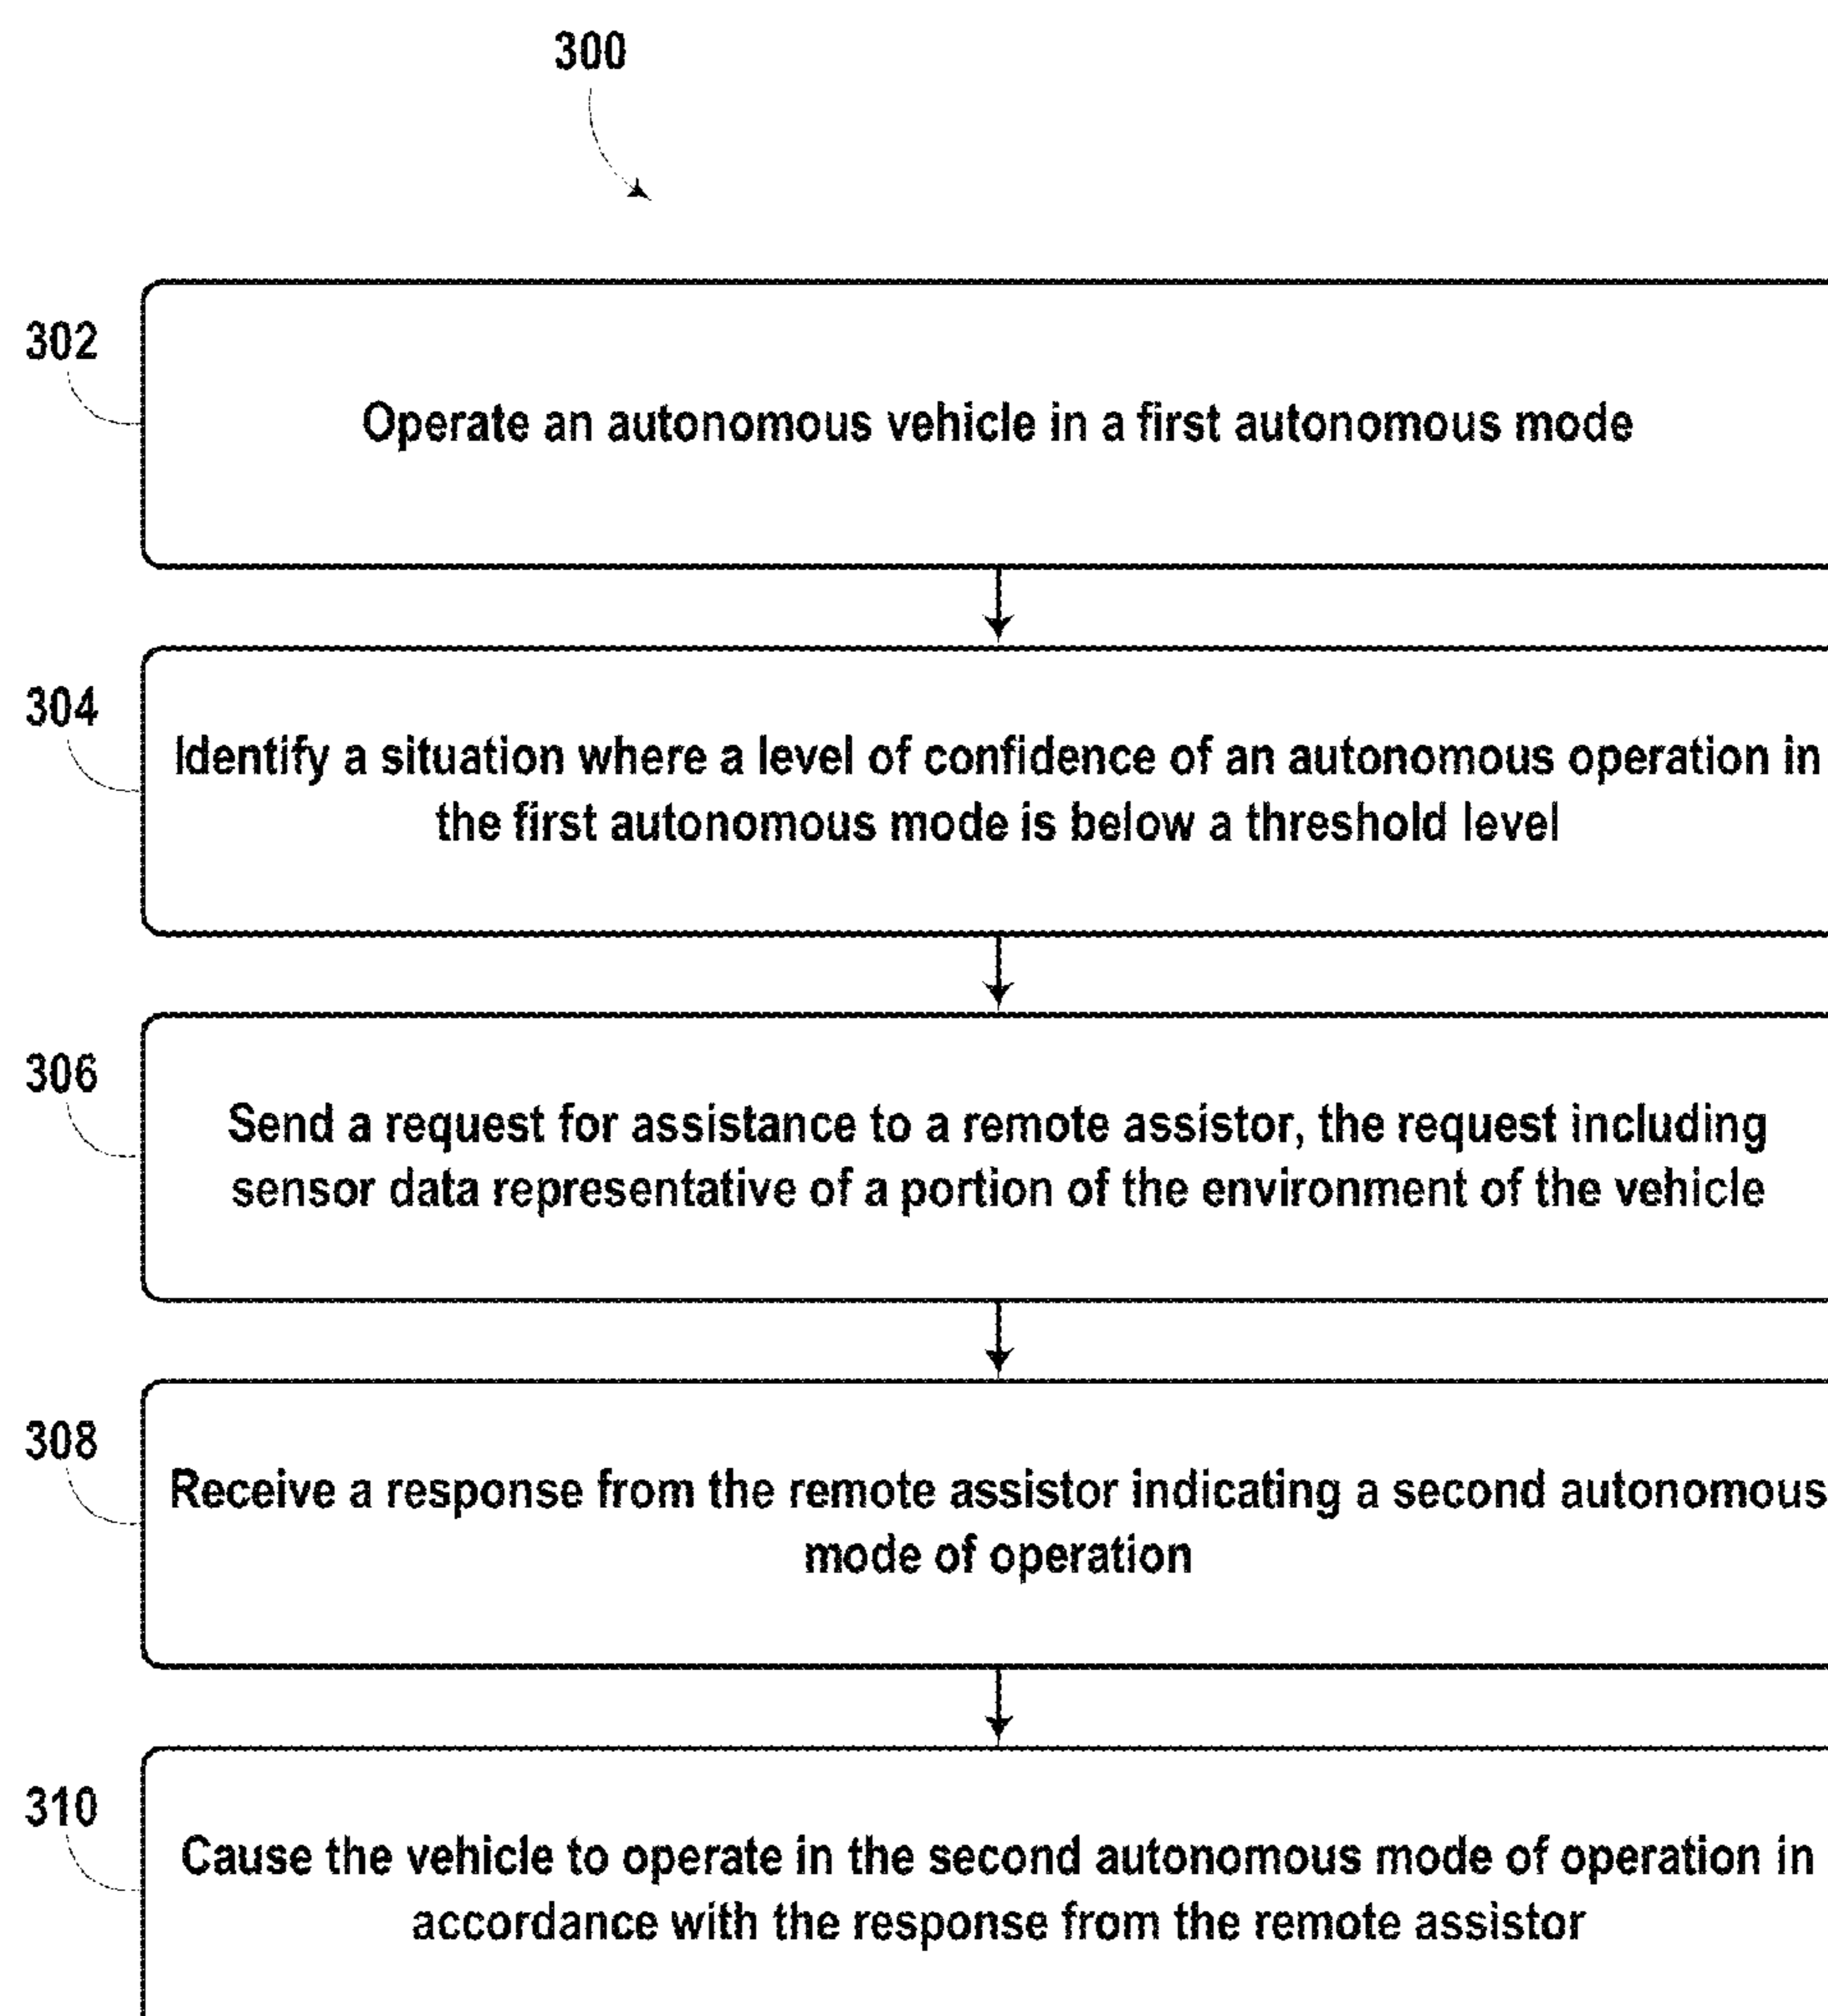 300
302
Operate an autonomous vehicle in a first autonomous mode
304
Identify a situation where a level of confidence of an autonomous operation in
the first autonomous mode is below a threshold level
306
Send a request for assistance to a remote assistor, the request including
sensor data representative of a portion of the environment of the vehicle
308
Receive a response from the remote assistor indicating a second autonomous
mode of operation
310
Cause the vehicle to operate in the second autonomous mode of operation in
accordance with the response from the remote assistor